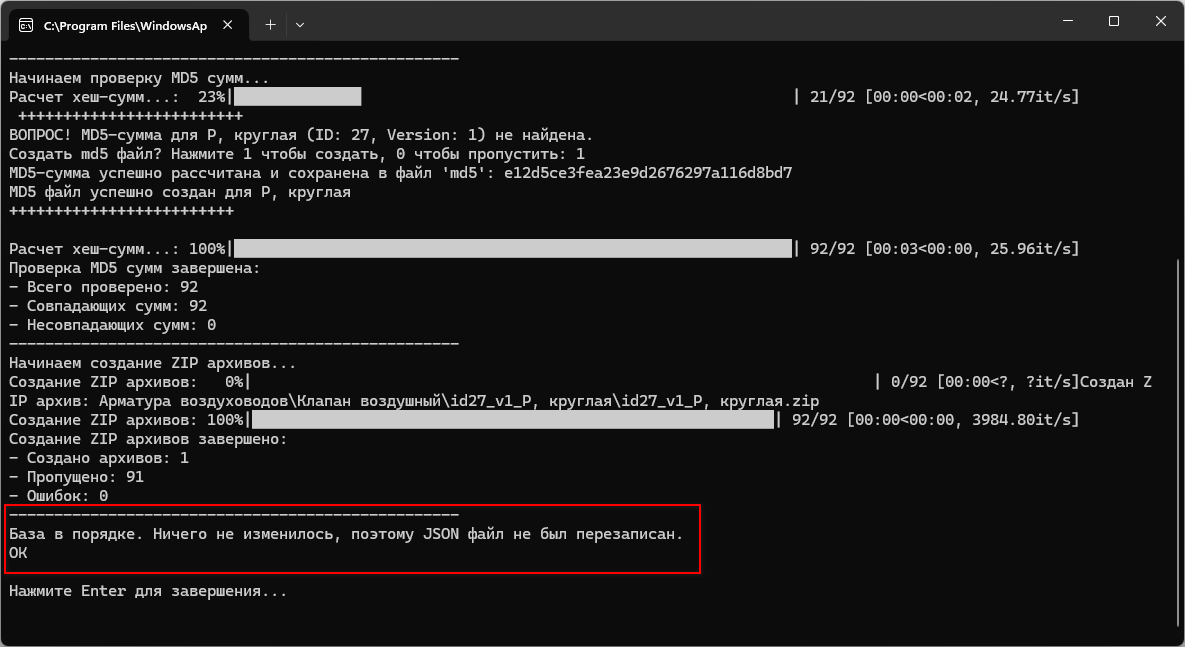 C:\Program Files\WindowsAp
--------------------------------------------------
Начинаем проверку MD5 сумм...
Расчет хеш-сумм...:  23%| | 21/92 [00:00<00:02, 24.77it/s]
+++++++++++++++++++++++++
ВОПРОС! MD5-сумма для Р, круглая (ID: 27, Version: 1) не найдена.
Создать md5 файл? Нажмите 1 чтобы создать, 0 чтобы пропустить: 1
MD5-сумма успешно рассчитана и сохранена в файл 'md5': e12d5ce3fea23e9d2676297a116d8bd7
MD5 файл успешно создан для Р, круглая
+++++++++++++++++++++++++
Расчет хеш-сумм...: 100%| | 92/92 [00:03<00:00, 25.96it/s]
Проверка MD5 сумм завершена:
- Всего проверено: 92
- Совпадающих сумм: 92
- Несовпадающих сумм: 0
--------------------------------------------------
Начинаем создание ZIP архивов...
Создание ZIP архивов:   0%| | 0/92 [00:00<?, ?it/s]Создан Z
IP архив: Арматура воздуховодов\Клапан воздушный\id27_v1_Р, круглая\id27_v1_Р, круглая.zip
Создание ZIP архивов: 100%| | 92/92 [00:00<00:00, 3984.80it/s]
Создание ZIP архивов завершено:
- Создано архивов: 1
- Пропущено: 91
- Ошибок: 0
--------------------------------------------------
База в порядке. Ничего не изменилось, поэтому JSON файл не был перезаписан.
ОК
Нажмите Enter для завершения...